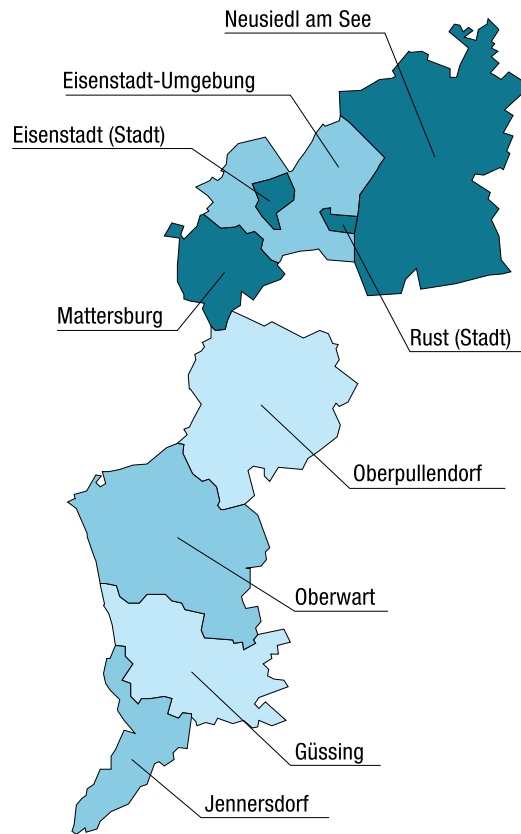 Neusiedl am See
Eisenstadt-Umgebung
Eisenstadt (Stadt)
Mattersburg
Rust (Stadt)
Oberpullendorf
Oberwart
Güssing
Jennersdorf